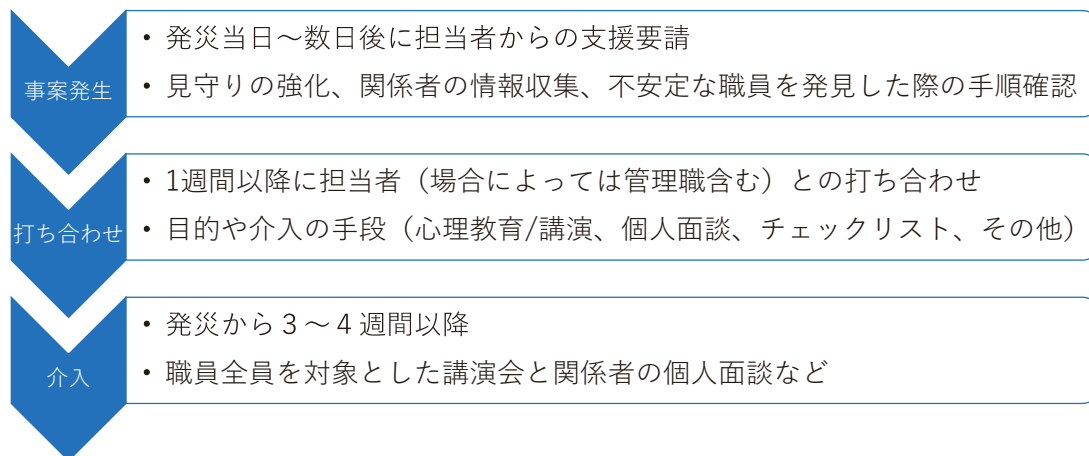 事案発生
• 発災当日～数日後に担当者からの支援要請
• 見守りの強化、関係者の情報収集、不安定な職員を発見した際の手順確認
打ち合わせ
• 1週間以降に担当者（場合によっては管理職含む）との打ち合わせ
• 目的や介入の手段（心理教育/講演、個人面談、チェックリスト、その他）
介入
• 発災から３～４週間以降
• 職員全員を対象とした講演会と関係者の個人面談など